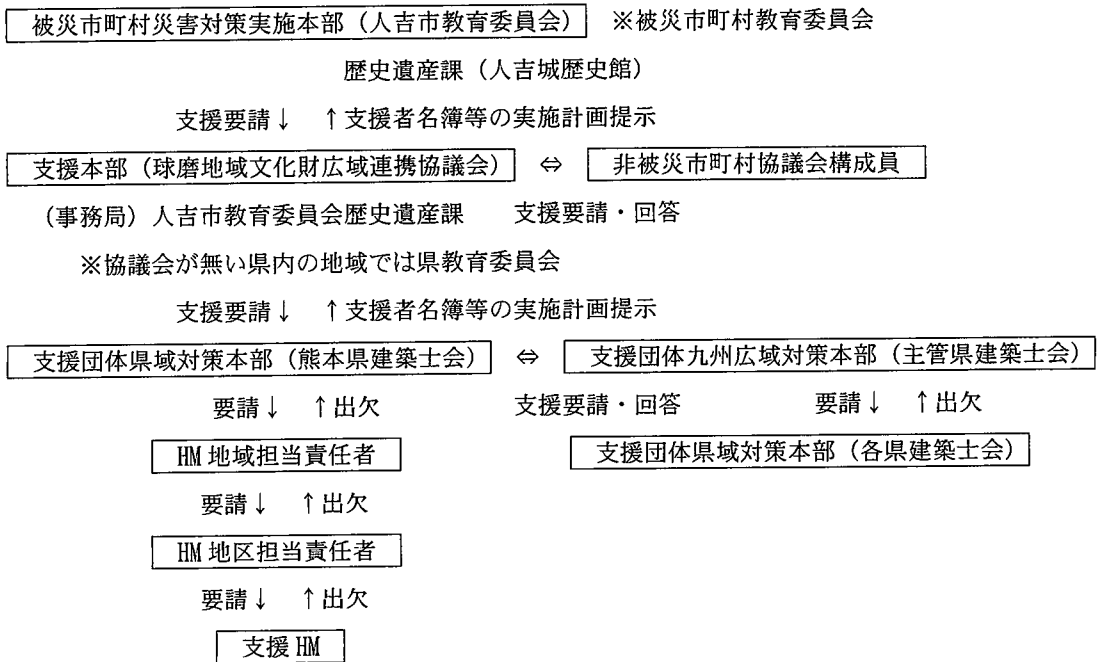 被災市町村災害対策実施本部（人吉市教育委員会） ※被災市町村教育委員会
歴史遺産課（人吉城歴史館）
支援要請↓ ↑支援者名簿等の実施計画提示
支援本部（球磨地域文化財広域連携協議会） ⇔ 非被災市町村協議会構成員
（事務局）人吉市教育委員会歴史遺産課 支援要請・回答
※協議会が無い県内の地域では県教育委員会
支援要請↓ ↑支援者名簿等の実施計画提示
支援団体県域対策本部（熊本県建築士会） ⇔ 支援団体九州広域対策本部（主管県建築士会）
要請↓ ↑出欠 支援要請・回答 要請↓ ↑出欠
HM地域担当責任者 支援団体県域対策本部（各県建築士会）
要請↓ ↑出欠
HM地区担当責任者
要請↓ ↑出欠
支援HM